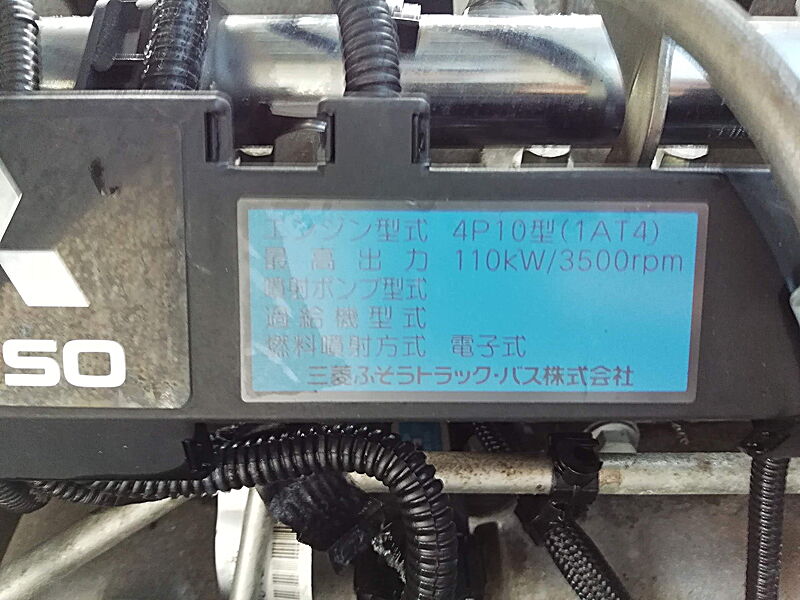 エンジン型式 4P10型(1AT4)
最高出力 110kW/3500rpm
噴射ポンプ型式
過給機型式
燃料噴射方式 電子式
三菱ふそうトラック・バス株式会社
SO